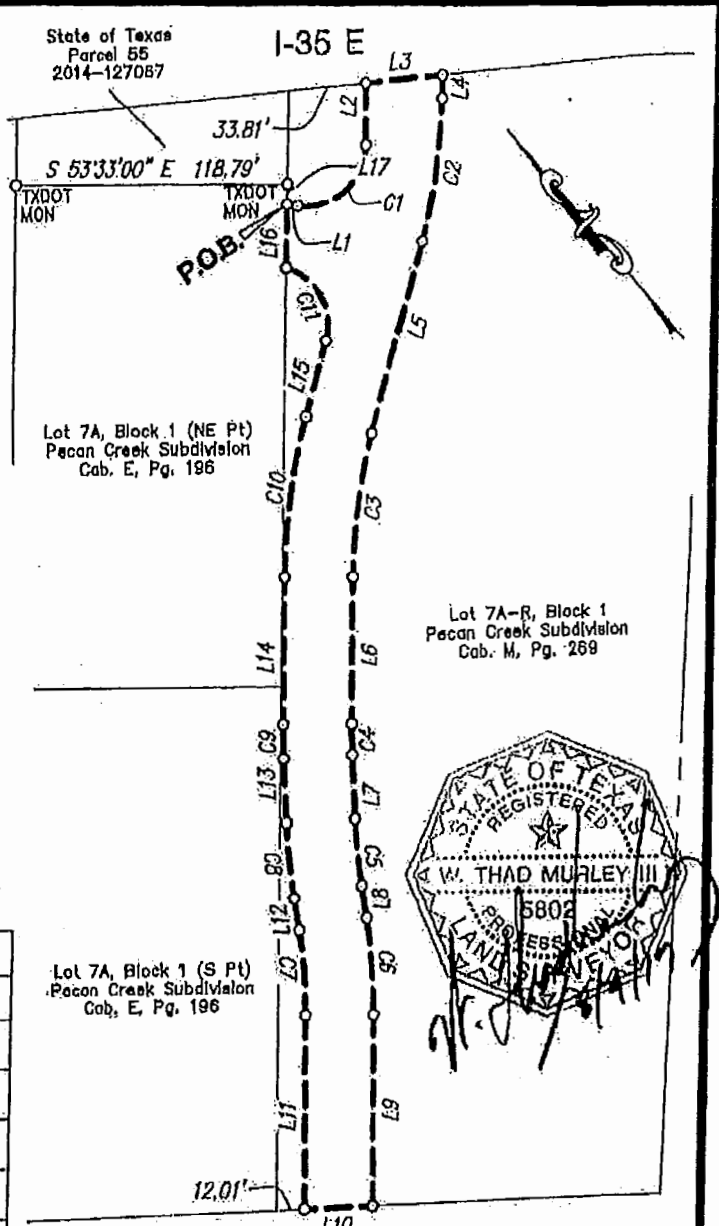 State of Texas
Parcel 55
2014-127087
I-35 E
L3
L4
L2
33.81'
S 53°33'00" E 118.79'
TXDOT
MON
TXDOT
MON
L17
C1
C2
L1
P.O.B.
L16
C11
L5
L15
Lot 7A, Block 1 (NE Pt)
Pecan Creek Subdivision
Cab. E, Pg. 196
C10
C3
Lot 7A-R, Block 1
Pecan Creek Subdivision
Cab. M, Pg. 269
L14
L6
C9
C4
L13
L7
C8
C5
L12
L8
C7
C6
STATE OF TEXAS
REGISTERED
W. THAD MURLEY III
5802
PROFESSIONAL
LAND SURVEYOR
Lot 7A, Block 1 (S Pt)
Pecan Creek Subdivision
Cab. E, Pg. 196
L11
L9
12.01'
L10